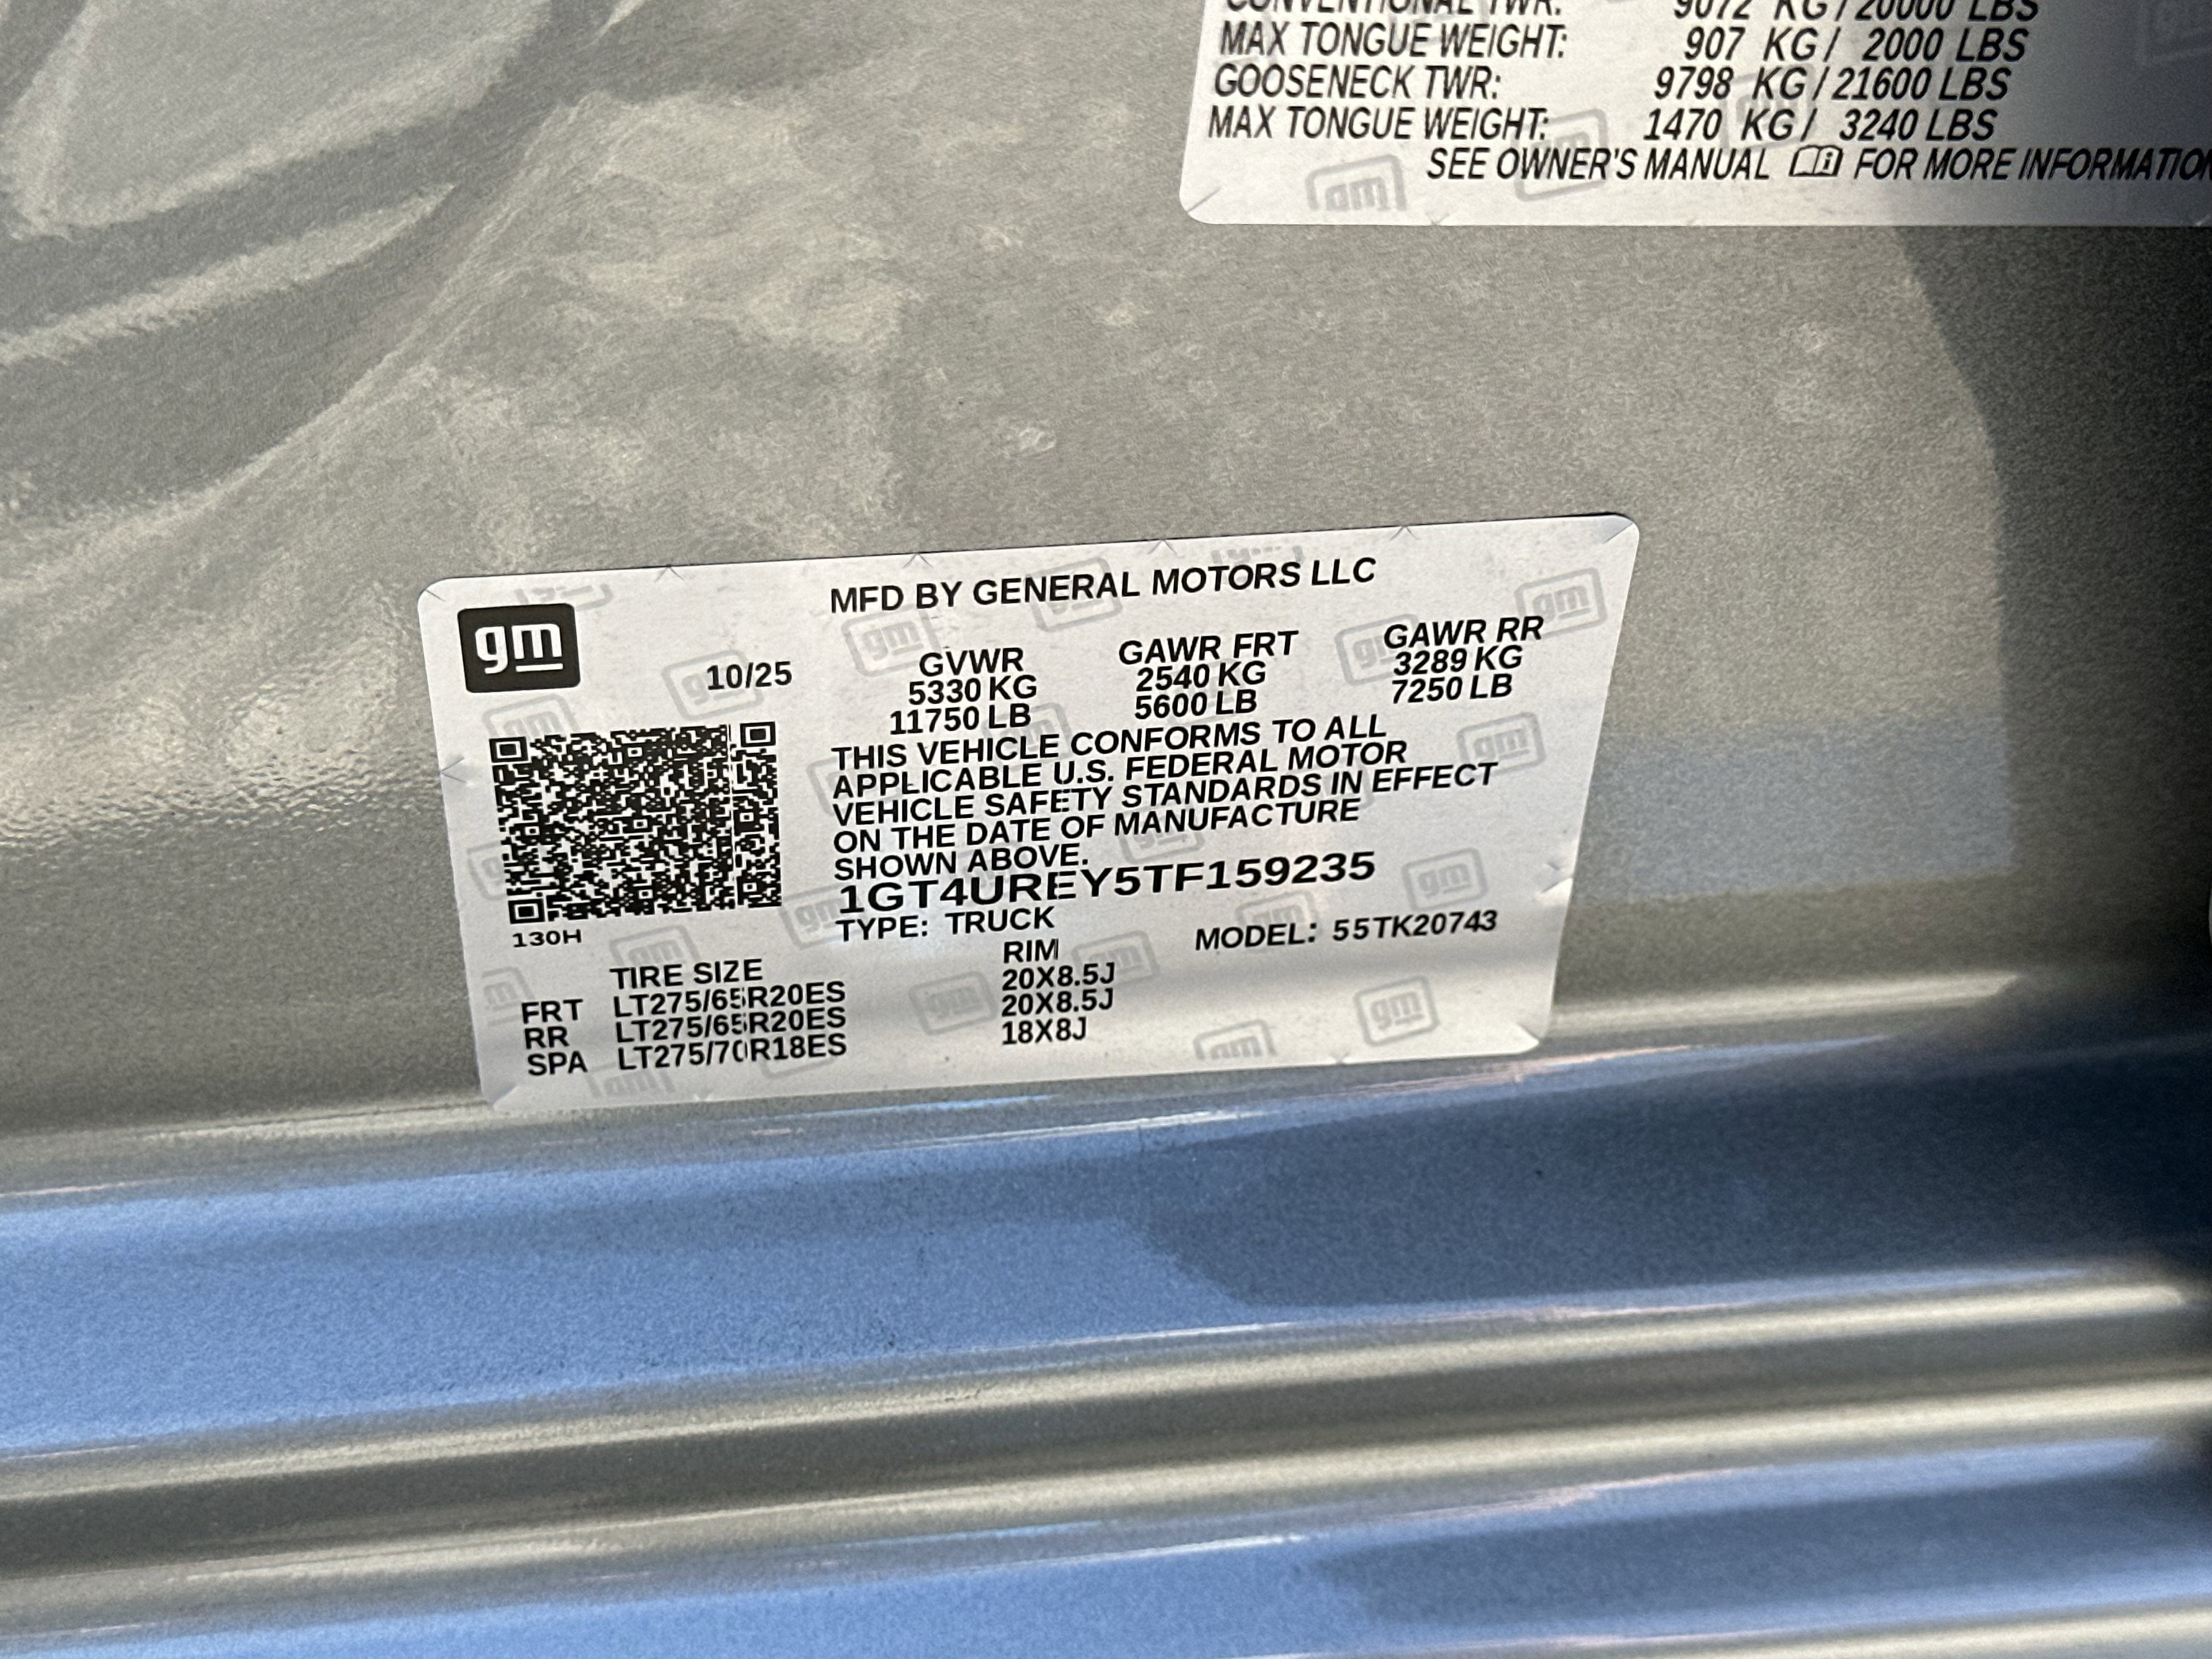 CONVENTIONAL TWR: 9072 KG / 20000 LBS
MAX TONGUE WEIGHT: 907 KG / 2000 LBS
GOOSENECK TWR: 9798 KG / 21600 LBS
MAX TONGUE WEIGHT: 1470 KG / 3240 LBS
SEE OWNER'S MANUAL FOR MORE INFORMATION
gm
MFD BY GENERAL MOTORS LLC
10/25
GVWR GAWR FRT GAWR RR
5330 KG 2540 KG 3289 KG
11750 LB 5600 LB 7250 LB
THIS VEHICLE CONFORMS TO ALL
APPLICABLE U.S. FEDERAL MOTOR
VEHICLE SAFETY STANDARDS IN EFFECT
ON THE DATE OF MANUFACTURE
SHOWN ABOVE.
1GT4UREY5TF159235
TYPE: TRUCK MODEL: 55TK20743
130H
TIRE SIZE RIM
FRT LT275/65R20ES 20X8.5J
RR LT275/65R20ES 20X8.5J
SPA LT275/70R18ES 18X8J